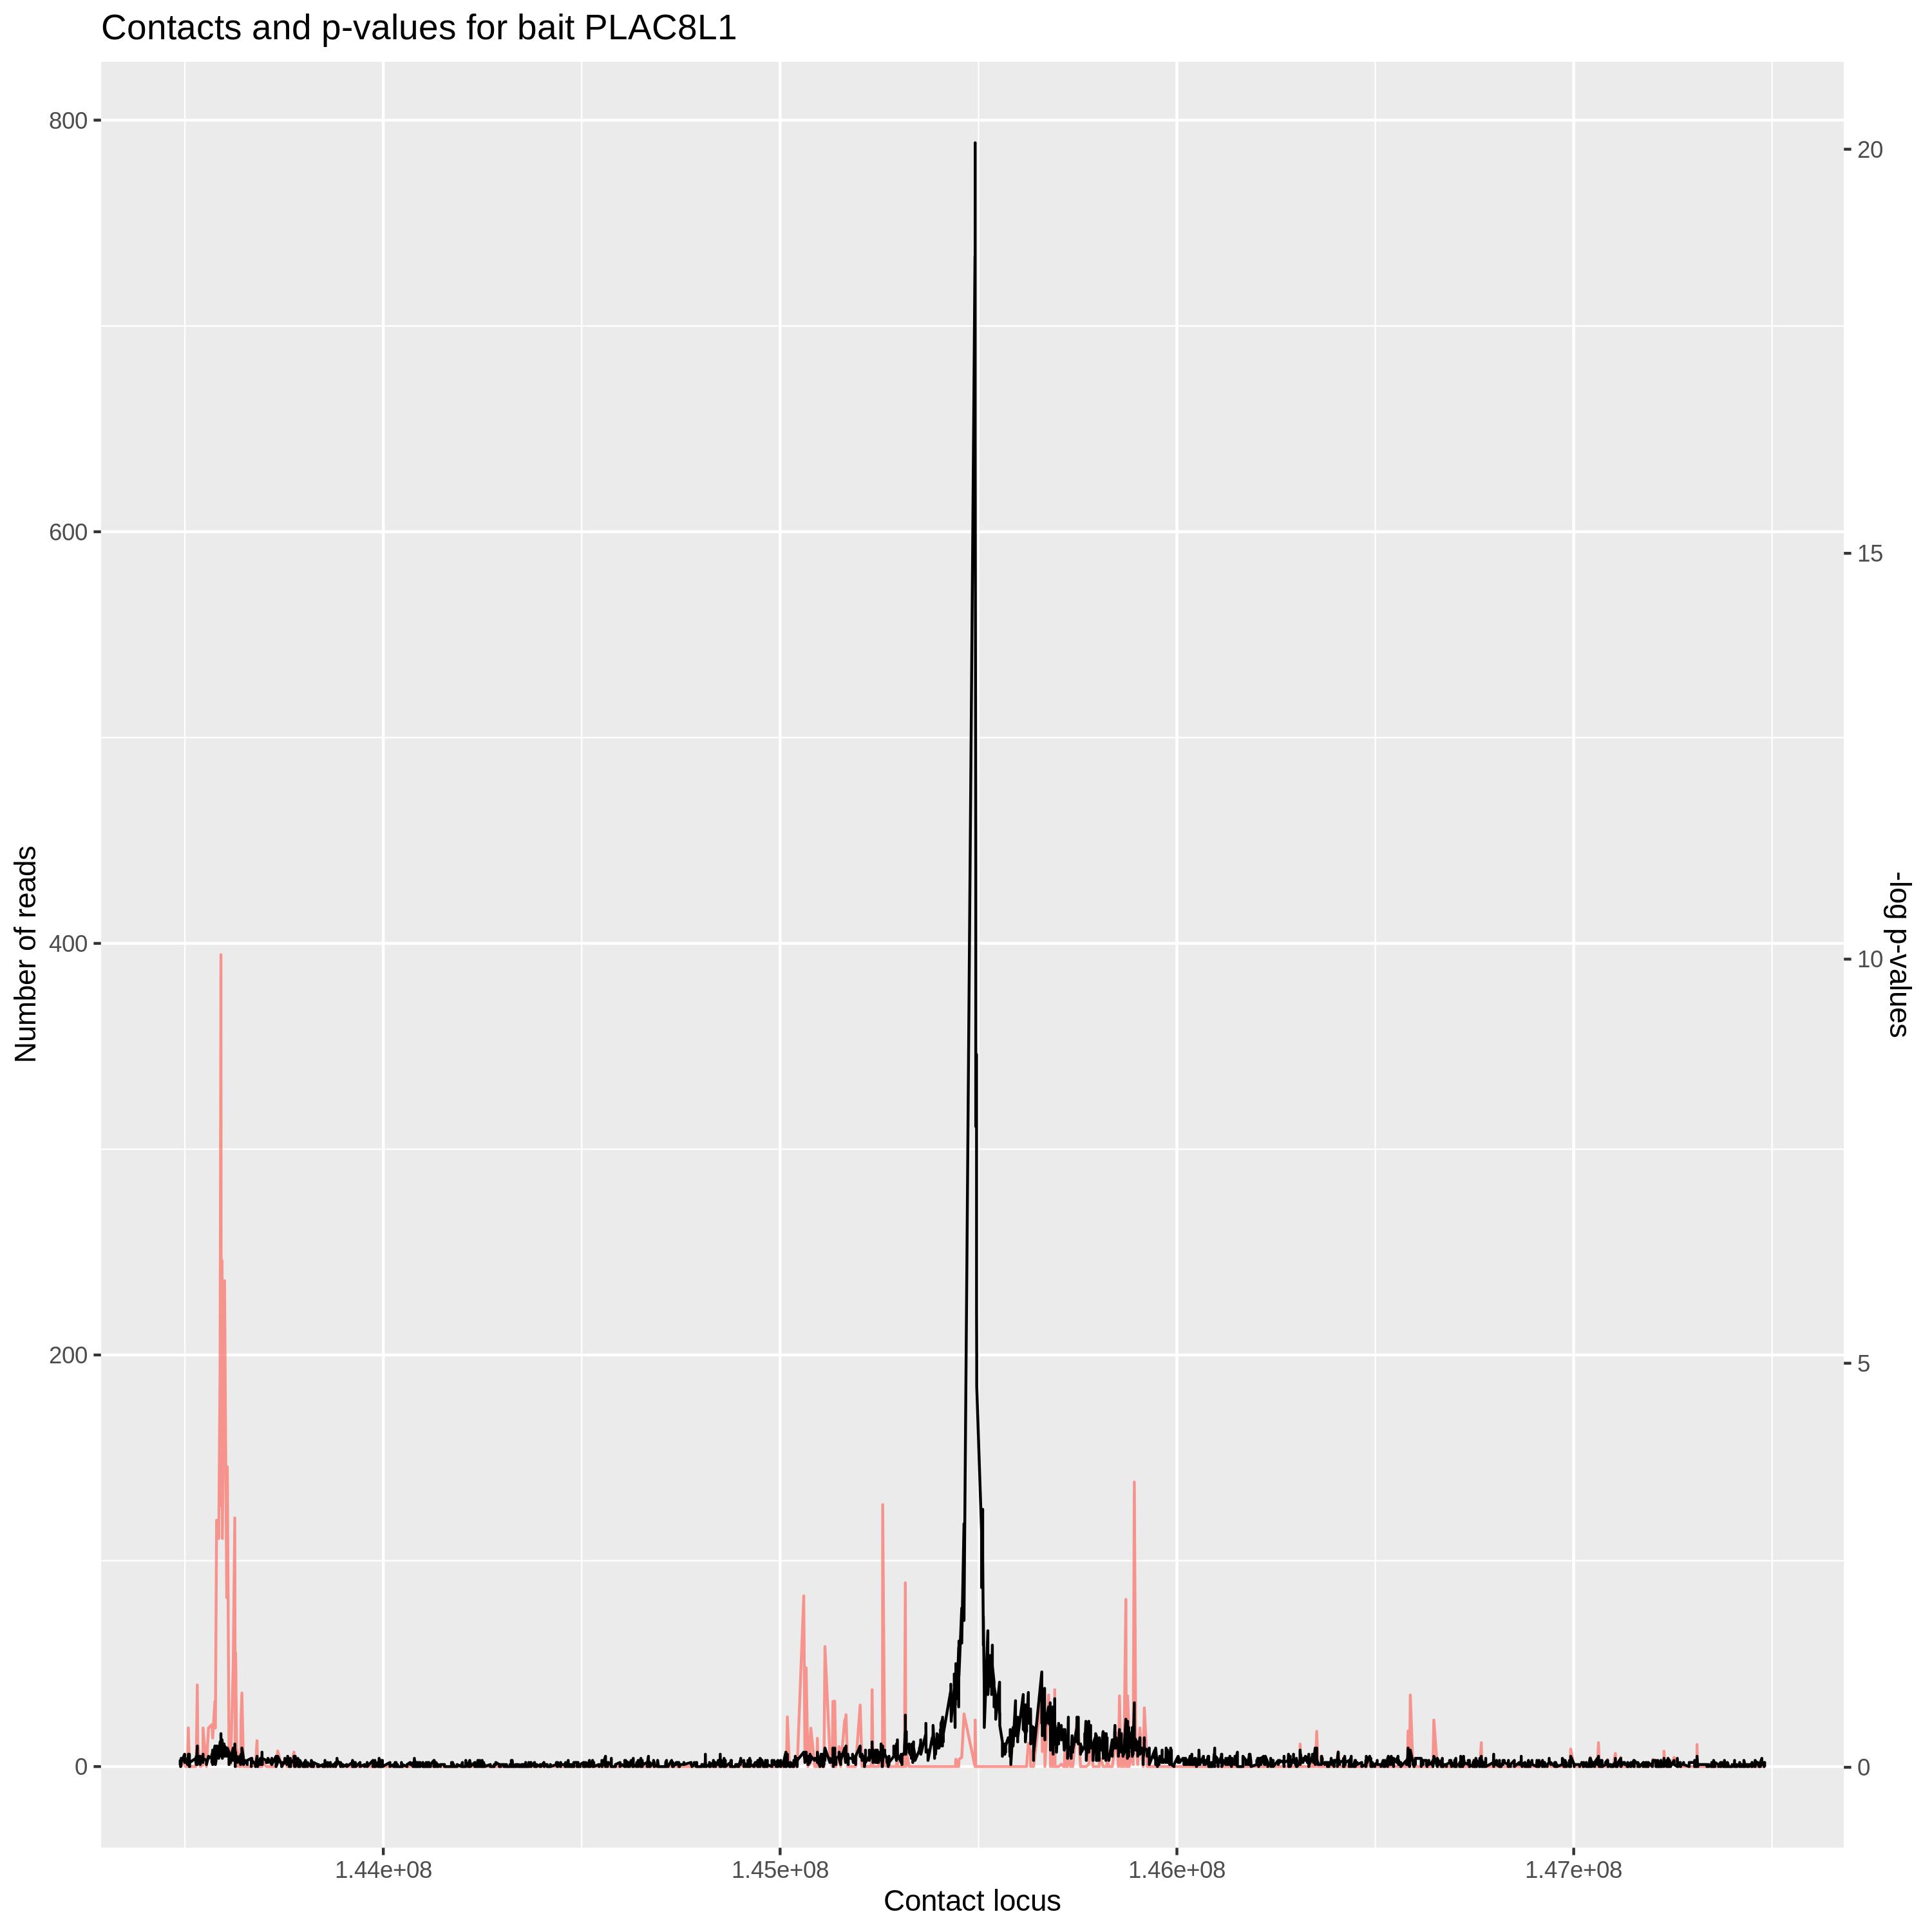 Contacts and p-values for bait PLAC8L1
800
600
400
200
0
Number of reads
20
15
10
5
0
-log p-values
1.44e+08
1.45e+08
1.46e+08
1.47e+08
Contact locus